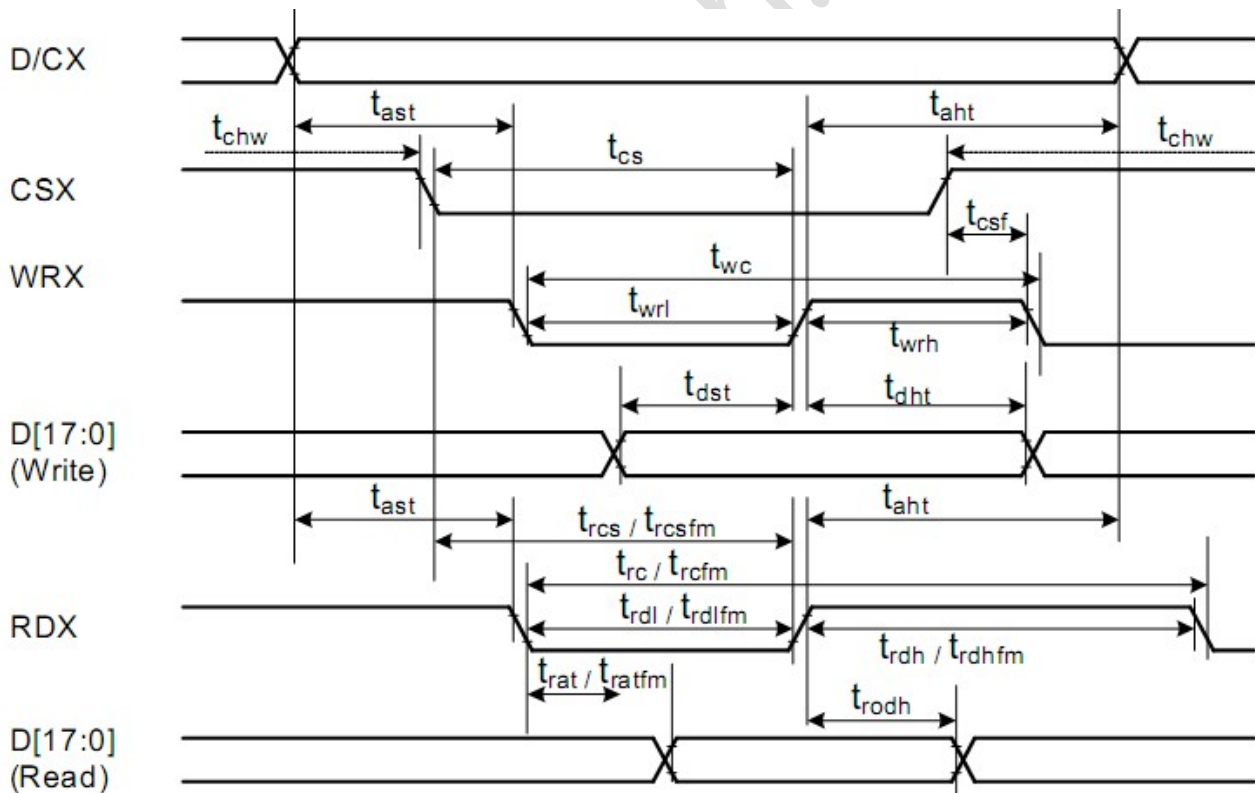 D/CX
t_ast
t_aht
t_chw
t_chw
t_cs
CSX
t_csf
WRX
t_wc
t_wrl
t_wrh
t_dst
t_dht
D[17:0]
(Write)
t_ast
t_aht
t_rcs / t_rcsfm
t_rc / t_rcfm
RDX
t_rdl / t_rdlfm
t_rdh / t_rdhfm
t_rat / t_ratfm
t_rodh
D[17:0]
(Read)